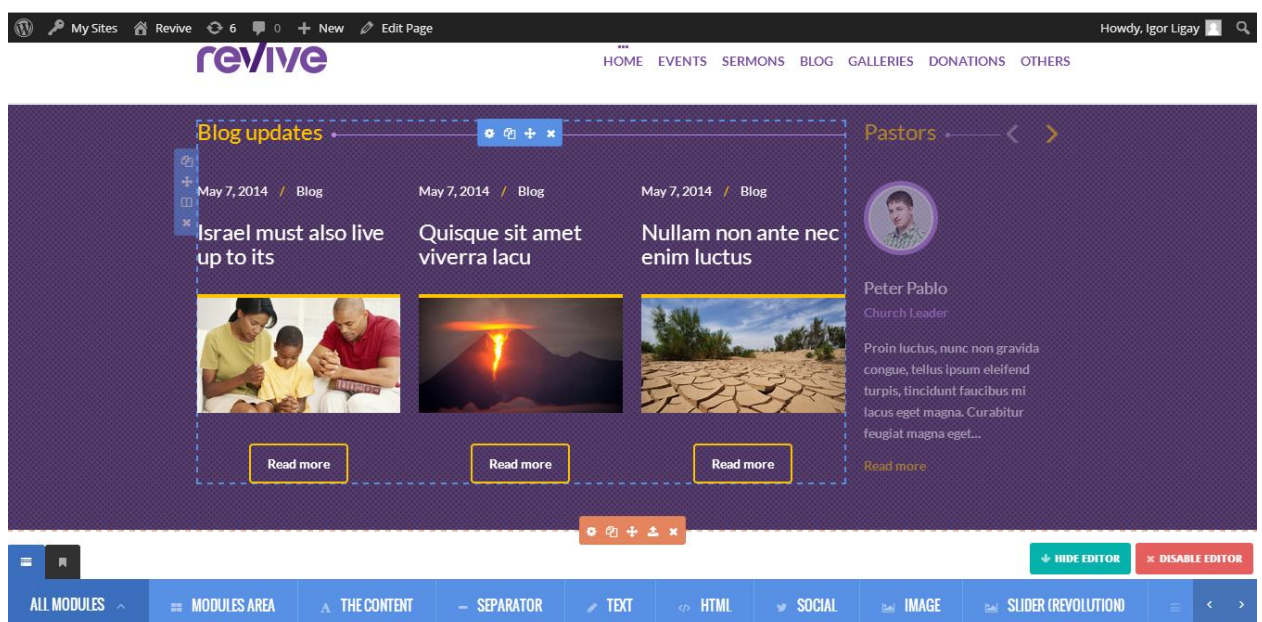 My Sites Revive 6 0 New Edit Page Howdy, Igor Ligay
revive
HOME EVENTS SERMONS BLOG GALLERIES DONATIONS OTHERS
Blog updates
May 7, 2014 / Blog
Israel must also live
up to its
Read more
May 7, 2014 / Blog
Quisque sit amet
viverra lacu
Read more
May 7, 2014 / Blog
Nullam non ante nec
enim luctus
Read more
Pastors
Peter Pablo
Church Leader
Proin luctus, nunc non gravida
congue, tellus ipsum eleifend
turpis, tincidunt faucibus mi
lacus eget magna. Curabitur
feugiat magna eget...
Read more
HIDE EDITOR
DISABLE EDITOR
ALL MODULES MODULES AREA THE CONTENT SEPARATOR TEXT HTML SOCIAL IMAGE SLIDER (REVOLUTION)